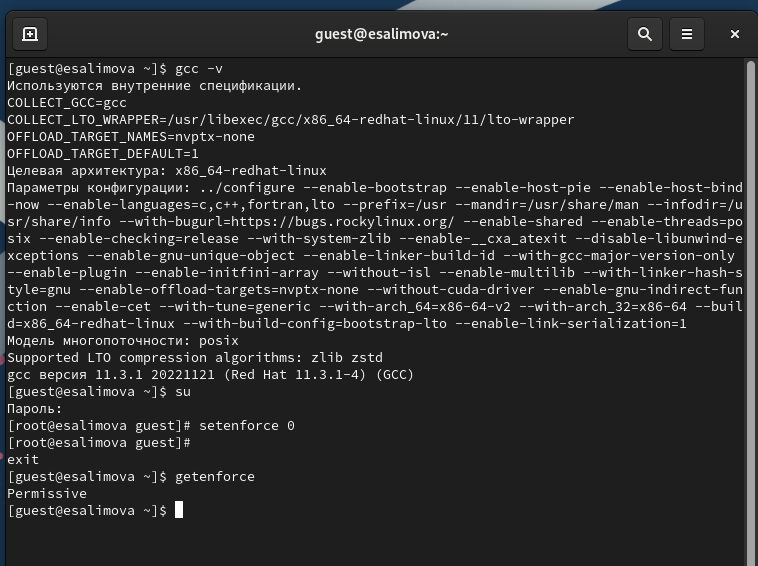 guest@esalimova:~
[guest@esalimova ~]$ gcc -v
Используются внутренние спецификации.
COLLECT_GCC=gcc
COLLECT_LTO_WRAPPER=/usr/libexec/gcc/x86_64-redhat-linux/11/lto-wrapper
OFFLOAD_TARGET_NAMES=nvptx-none
OFFLOAD_TARGET_DEFAULT=1
Целевая архитектура: x86_64-redhat-linux
Параметры конфигурации: ../configure --enable-bootstrap --enable-host-pie --enable-host-bind
-now --enable-languages=c,c++,fortran,lto --prefix=/usr --mandir=/usr/share/man --infodir=/u
sr/share/info --with-bugurl=https://bugs.rockylinux.org/ --enable-shared --enable-threads=po
six --enable-checking=release --with-system-zlib --enable-__cxa_atexit --disable-libunwind-e
xceptions --enable-gnu-unique-object --enable-linker-build-id --with-gcc-major-version-only
--enable-plugin --enable-initfini-array --without-isl --enable-multilib --with-linker-hash-s
tyle=gnu --enable-offload-targets=nvptx-none --without-cuda-driver --enable-gnu-indirect-fun
ction --enable-cet --with-tune=generic --with-arch_64=x86-64-v2 --with-arch_32=x86-64 --buil
d=x86_64-redhat-linux --with-build-config=bootstrap-lto --enable-link-serialization=1
Модель многопоточности: posix
Supported LTO compression algorithms: zlib zstd
gcc версия 11.3.1 20221121 (Red Hat 11.3.1-4) (GCC)
[guest@esalimova ~]$ su
Пароль:
[root@esalimova guest]# setenforce 0
[root@esalimova guest]#
exit
[guest@esalimova ~]$ getenforce
Permissive
[guest@esalimova ~]$